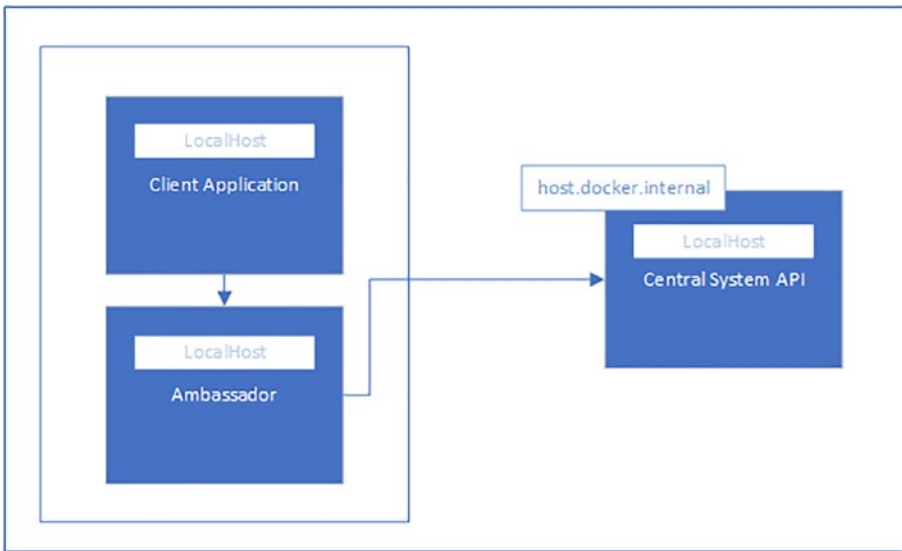 LocalHost
Client Application
LocalHost
Ambassador
host.docker.internal
LocalHost
Central System API